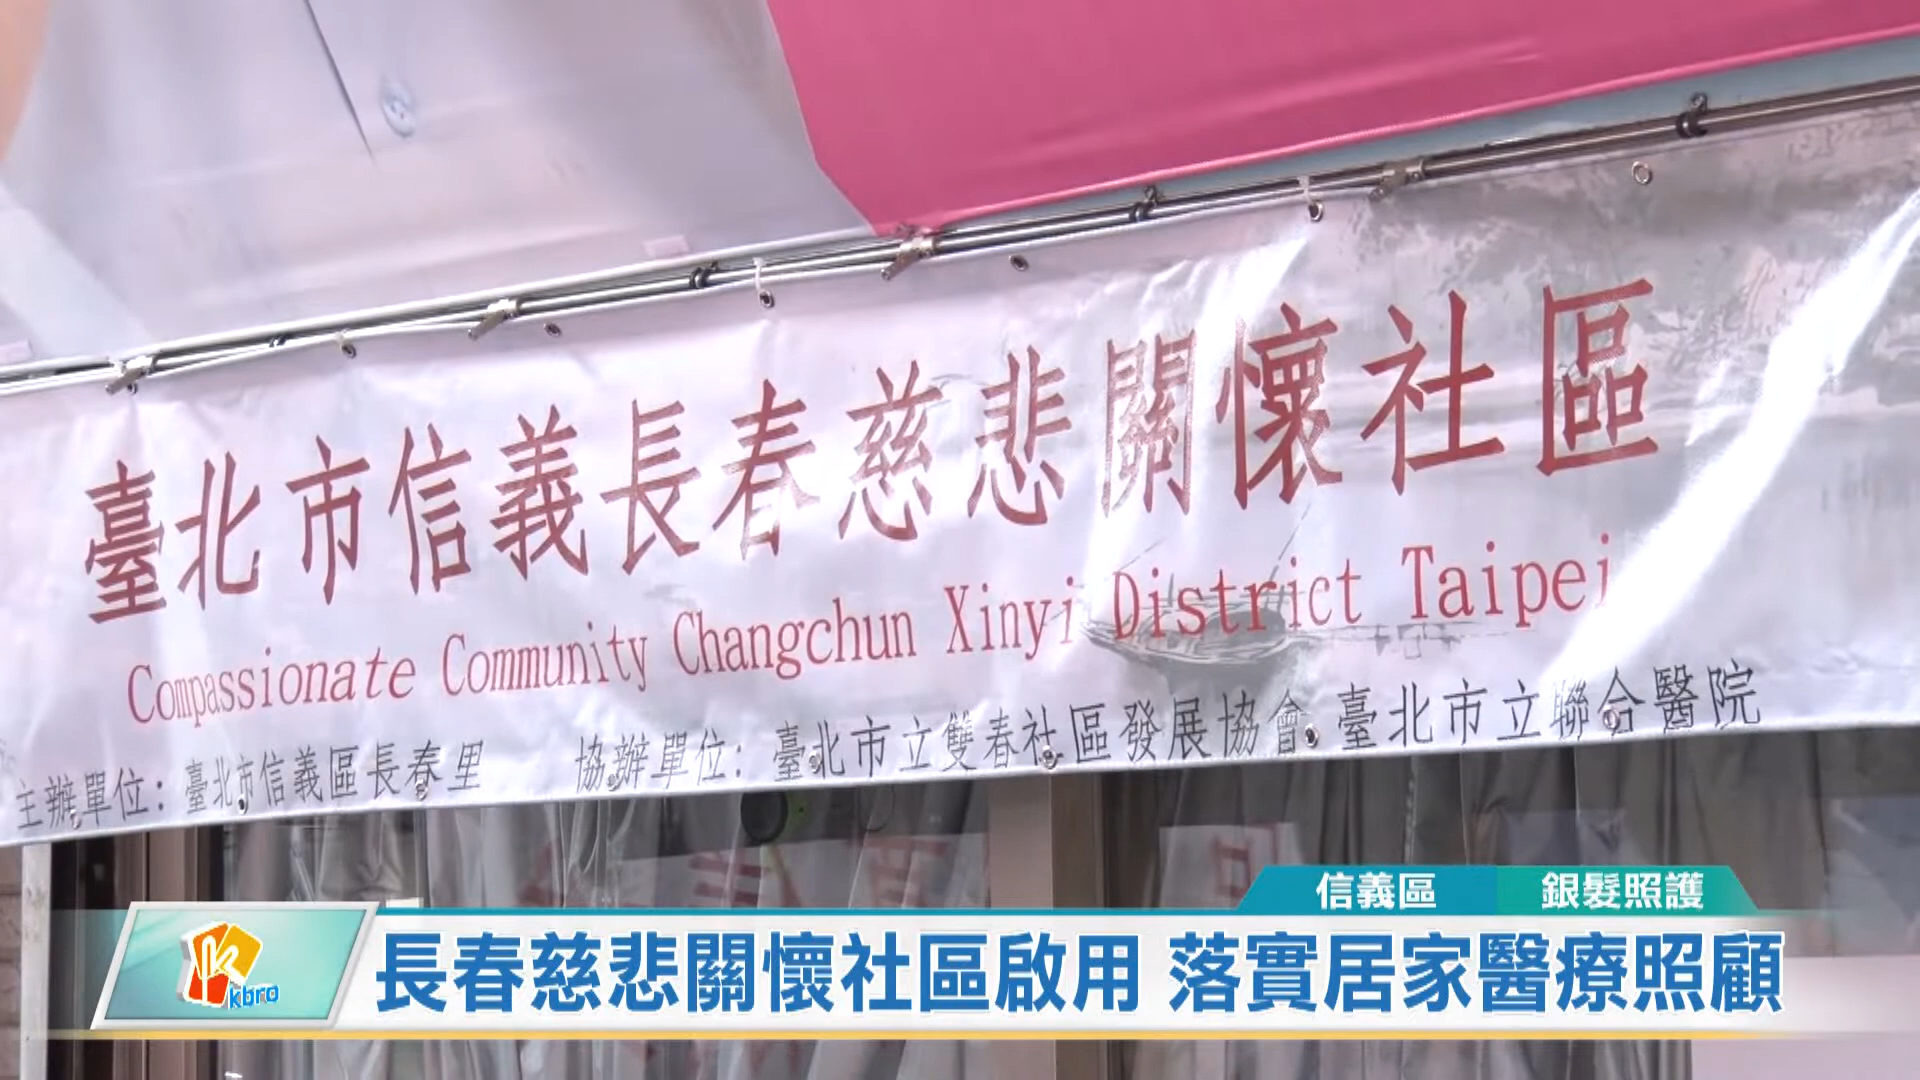 臺北市信義長春慈悲關懷社區
Compassionate Community Changchun Xinyi District Taipei
主辦單位：臺北市信義區長春里 協辦單位：臺北市立雙春社區發展協會 臺北市立聯合醫院
信義區 銀髮照護
kbro
長春慈悲關懷社區啟用 落實居家醫療照顧